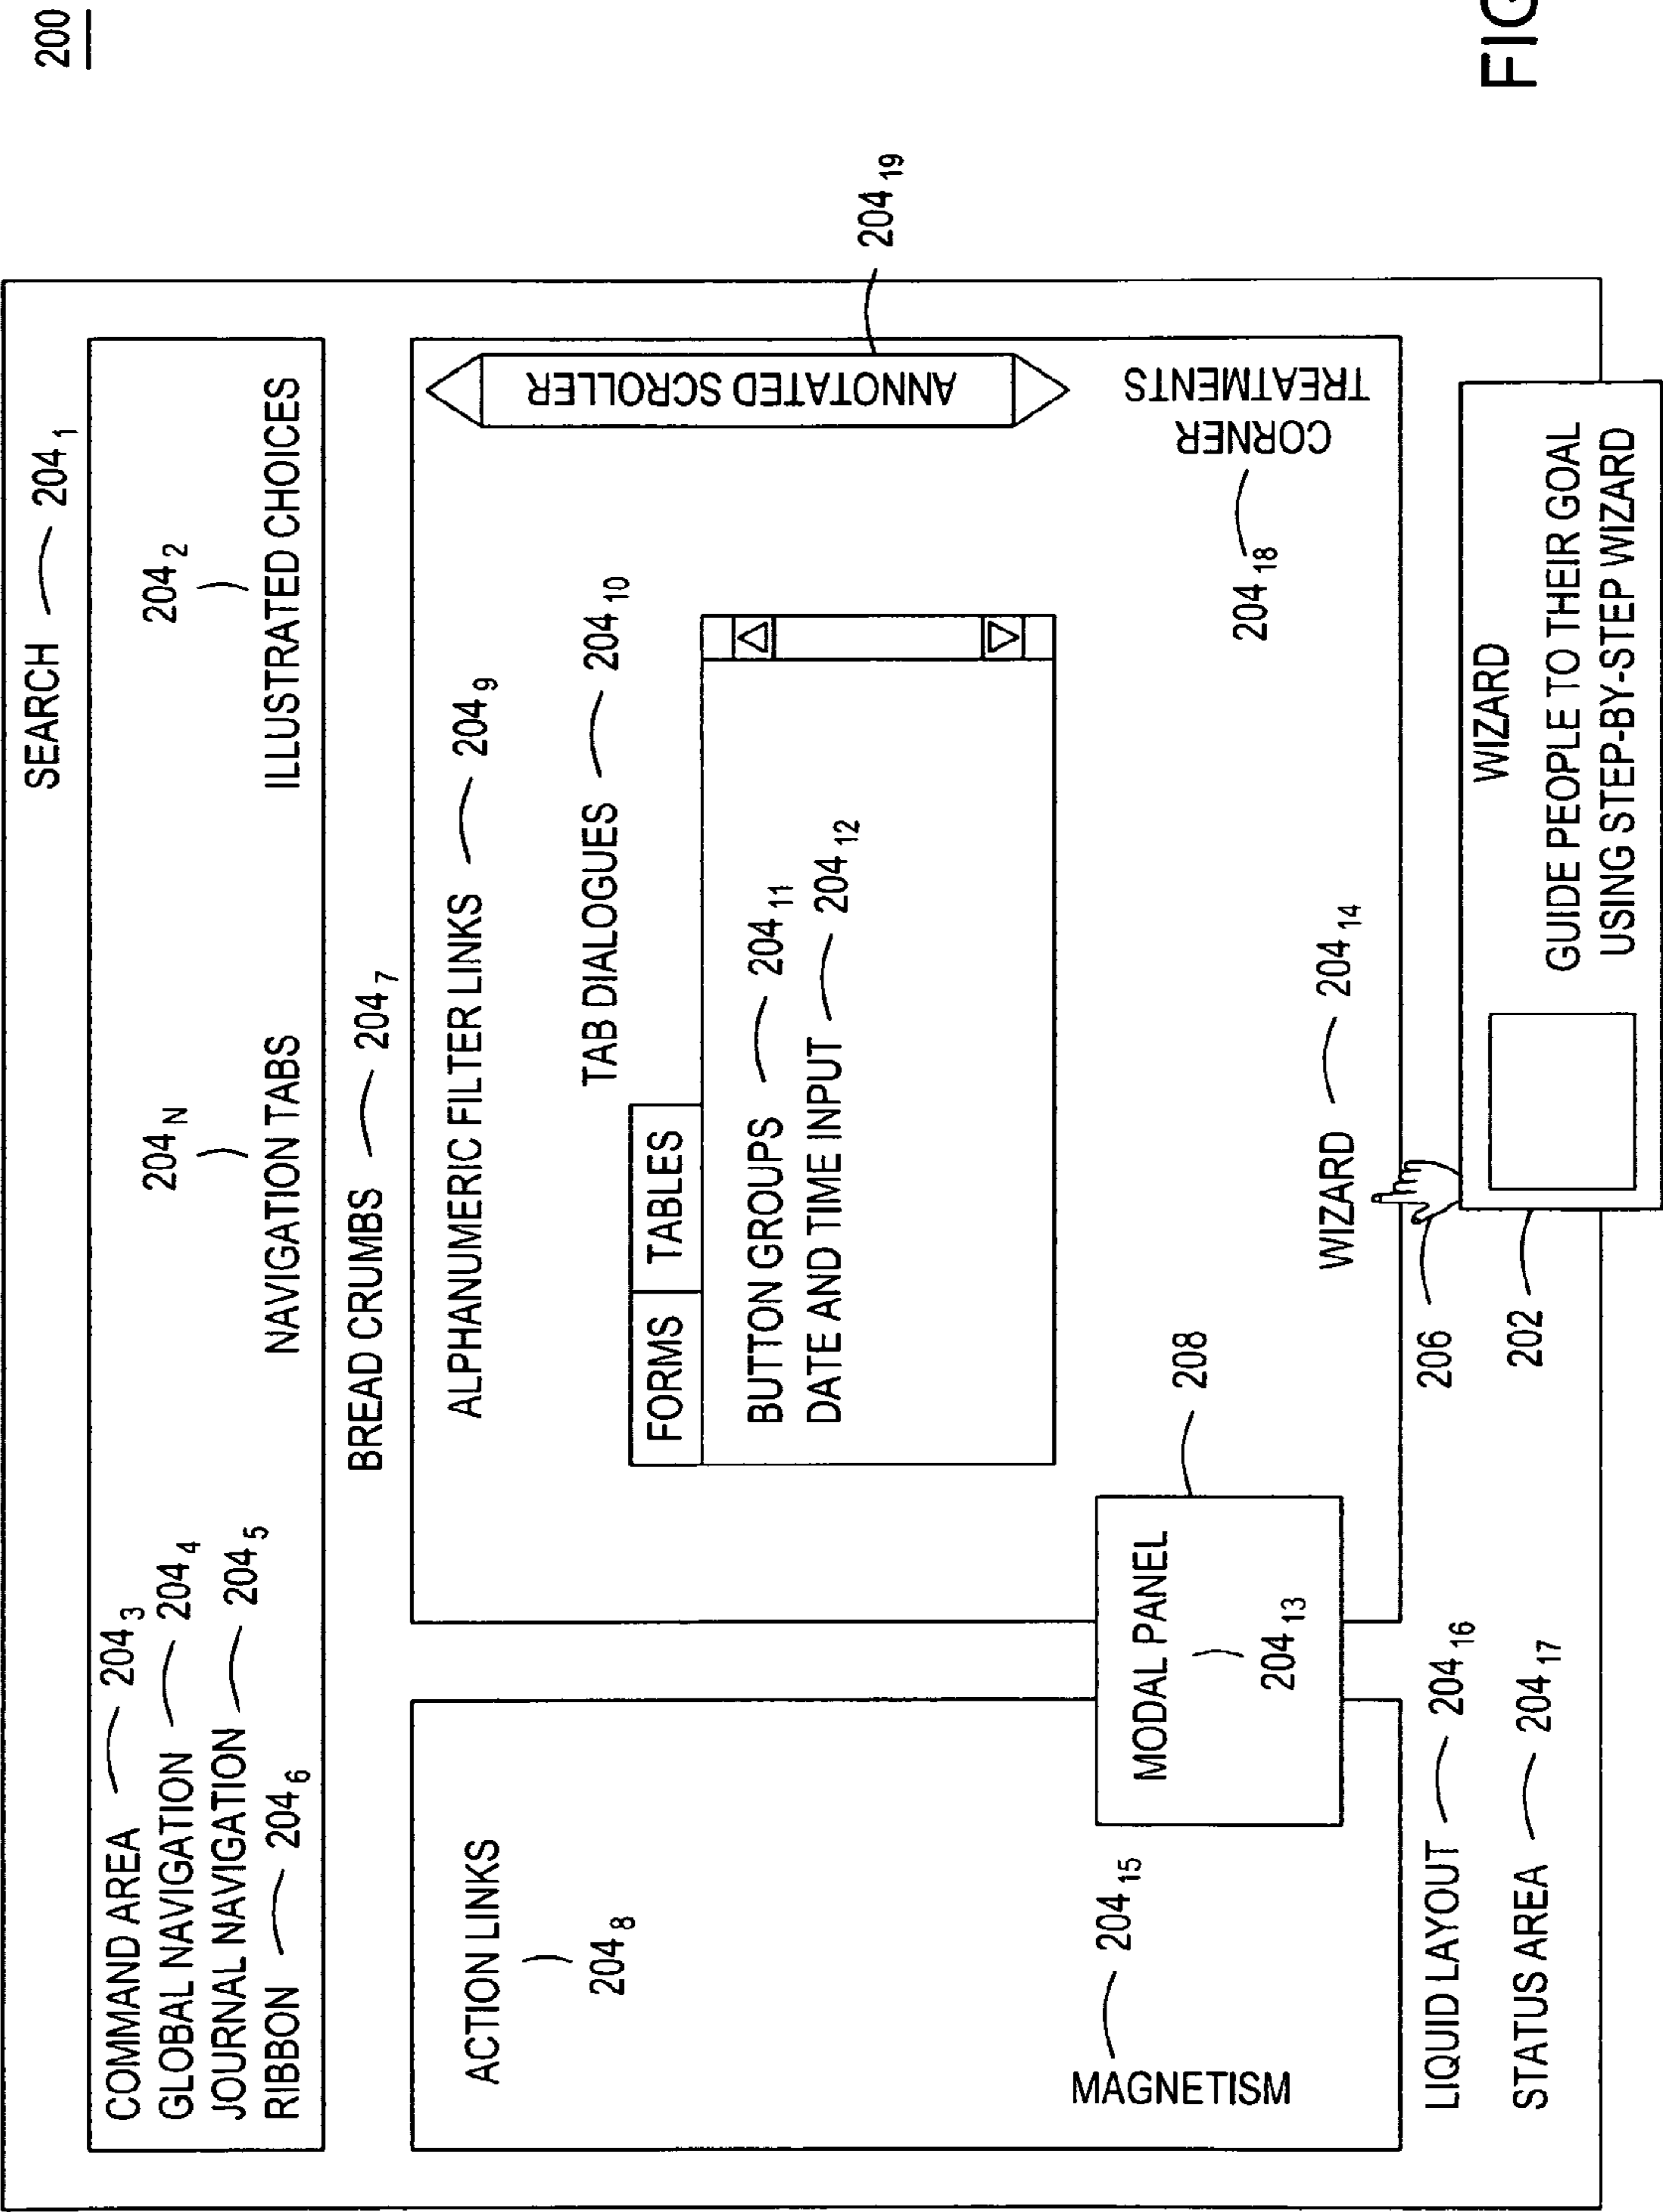 200
SEARCH 204₁
COMMAND AREA 204₃
GLOBAL NAVIGATION 204₄
JOURNAL NAVIGATION 204₅
RIBBON 204₆
204N
NAVIGATION TABS
204₂
ILLUSTRATED CHOICES
BREAD CRUMBS 204₇
ACTION LINKS
204₈
ALPHANUMERIC FILTER LINKS 204₉
TAB DIALOGUES 204₁₀
FORMS TABLES
BUTTON GROUPS 204₁₁
DATE AND TIME INPUT 204₁₂
ANNOTATED SCROLLER
204₁₉
MAGNETISM 204₁₅
MODAL PANEL
204₁₃
208
CORNER
TREATMENTS
204₁₈
WIZARD 204₁₄
LIQUID LAYOUT 204₁₆
STATUS AREA 204₁₇
206
202
WIZARD
GUIDE PEOPLE TO THEIR GOAL
USING STEP-BY-STEP WIZARD
FIG